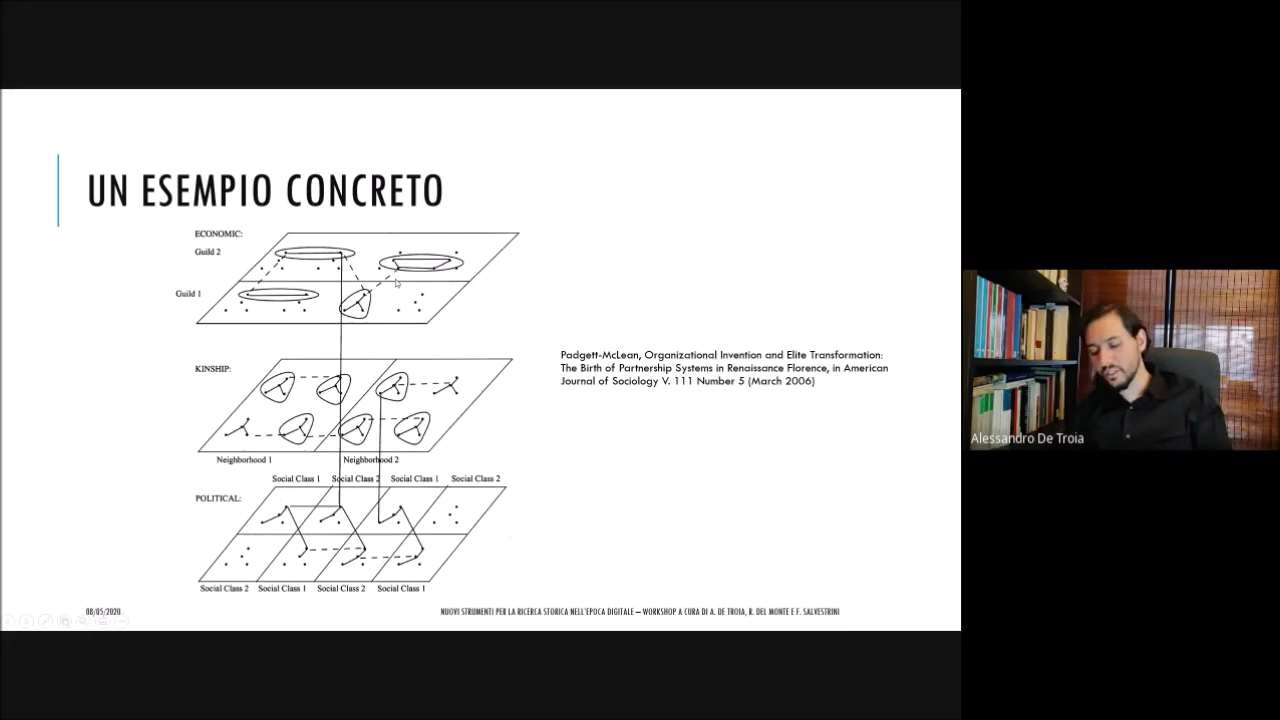 UN ESEMPIO CONCRETO
ECONOMIC:
Guild 2
Guild 1
KINSHIP:
Neighborhood 1
Neighborhood 2
Social Class 1
Social Class 2
Social Class 1
Social Class 2
POLITICAL:
Social Class 2
Social Class 1
Social Class 2
Social Class 1
Padgett-McLean, Organizational Invention and Elite Transformation:
The Birth of Partnership Systems in Renaissance Florence, in American
Journal of Sociology V. 111 Number 5 (March 2006)
Alessandro De Troia
08/05/2020
NUOVI STRUMENTI PER LA RICERCA STORICA NELL'EPOCA DIGITALE – WORKSHOP A CURA DI A. DE TROIA, R. DEL MONTE E F. SALVESTRINI